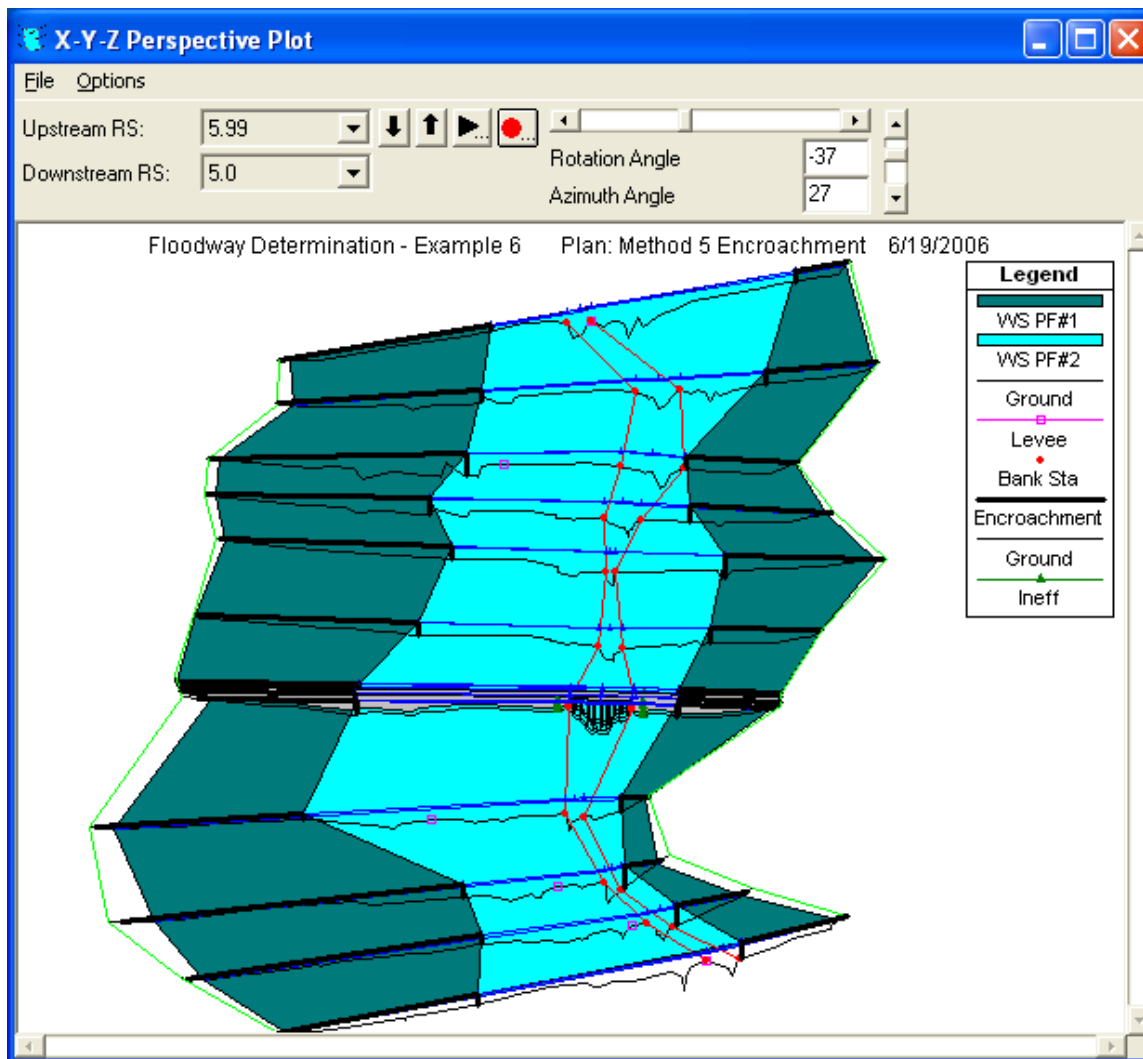 X-Y-Z Perspective Plot
File Options
Upstream RS: 5.99
Downstream RS: 5.0
Rotation Angle -37
Azimuth Angle 27
Floodway Determination - Example 6 Plan: Method 5 Encroachment 6/19/2006
Legend
WS PF#1
WS PF#2
Ground
Levee
Bank Sta
Encroachment
Ground
Ineff